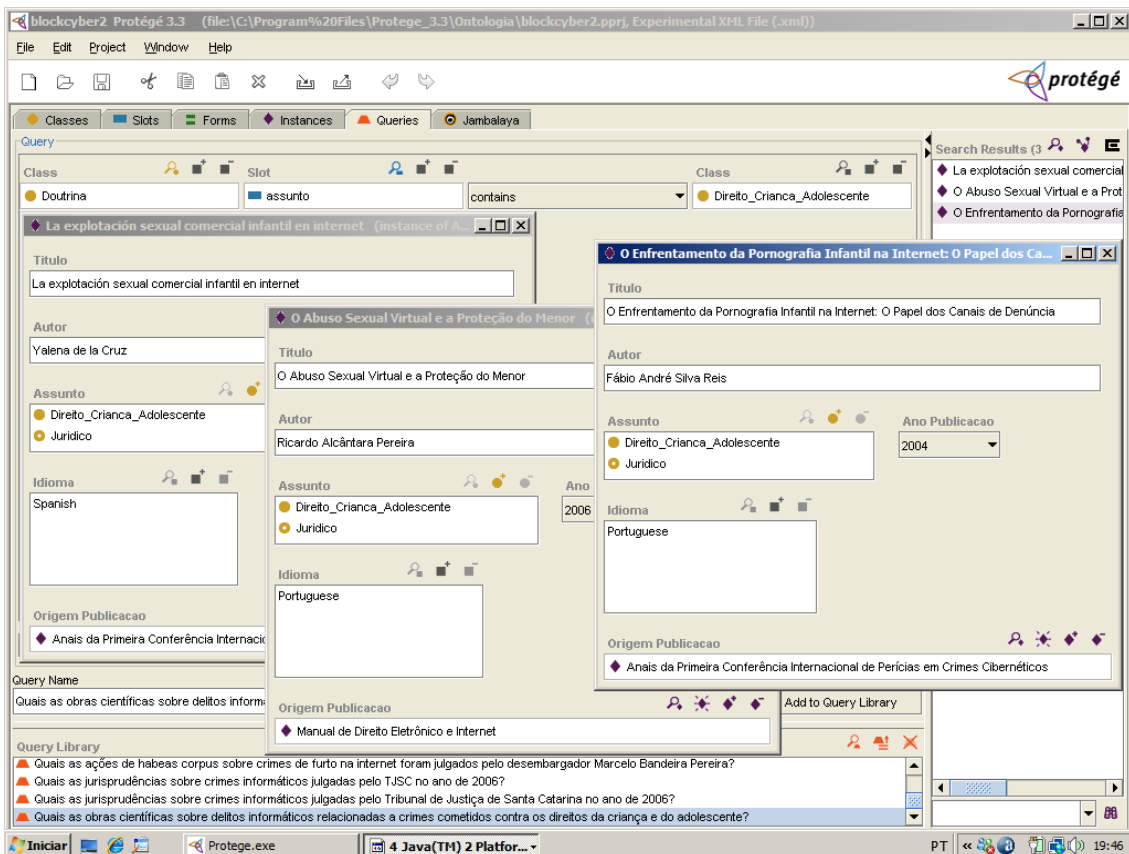 blockcyber2 Protégé 3.3 (file:\C:\Program%20Files\Protege_3.3\Ontologia\blockcyber2.pprj, Experimental XML File (.xml))
File Edit Project Window Help
protégé
Classes Slots Forms Instances Queries Jambalaya
Query
Class Slot Class
Doutrina assunto contains Direito_Crianca_Adolescente
Search Results (3
La explotación sexual comercial
O Abuso Sexual Virtual e a Prot
O Enfrentamento da Pornografia
La explotación sexual comercial infantil en internet (instance of A...
Titulo
La explotación sexual comercial infantil en internet
Autor
Yalena de la Cruz
Assunto
Direito_Crianca_Adolescente
Juridico
Idioma
Spanish
Origem Publicacao
Anais da Primeira Conferência Internacio
O Abuso Sexual Virtual e a Proteção do Menor
Titulo
O Abuso Sexual Virtual e a Proteção do Menor
Autor
Ricardo Alcântara Pereira
Assunto Ano
Direito_Crianca_Adolescente 2006
Juridico
Idioma
Portuguese
Origem Publicacao
Manual de Direito Eletrônico e Internet
O Enfrentamento da Pornografia Infantil na Internet: O Papel dos Ca...
Titulo
O Enfrentamento da Pornografia Infantil na Internet: O Papel dos Canais de Denúncia
Autor
Fábio André Silva Reis
Assunto Ano Publicacao
Direito_Crianca_Adolescente 2004
Juridico
Idioma
Portuguese
Origem Publicacao
Anais da Primeira Conferência Internacional de Perícias em Crimes Cibernéticos
Query Name
Quais as obras científicas sobre delitos inform Add to Query Library
Query Library
Quais as ações de habeas corpus sobre crimes de furto na internet foram julgados pelo desembargador Marcelo Bandeira Pereira?
Quais as jurisprudências sobre crimes informáticos julgadas pelo TJSC no ano de 2006?
Quais as jurisprudências sobre crimes informáticos julgadas pelo Tribunal de Justiça de Santa Catarina no ano de 2006?
Quais as obras científicas sobre delitos informáticos relacionadas a crimes cometidos contra os direitos da criança e do adolescente?
Iniciar Protege.exe 4 Java(TM) 2 Platfor... PT 19:46